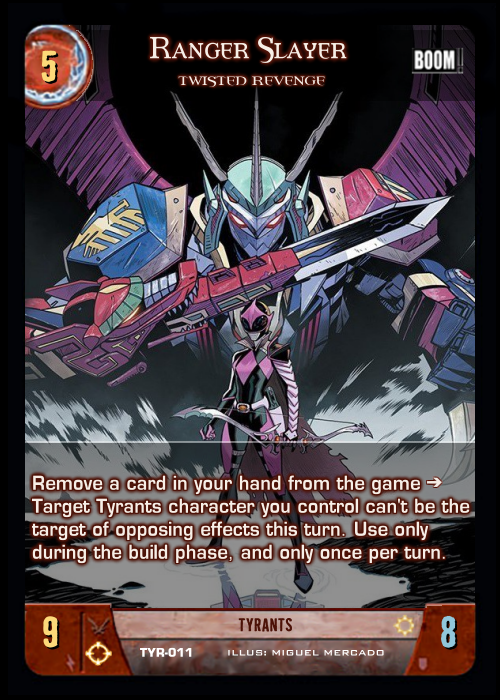 5
RANGER SLAYER
BOOM!
TWISTED REVENGE
Remove a card in your hand from the game →
Target Tyrants character you control can't be the
target of opposing effects this turn. Use only
during the build phase, and only once per turn.
9
TYRANTS
8
TYR-011 ILLUS: MIGUEL MERCADO